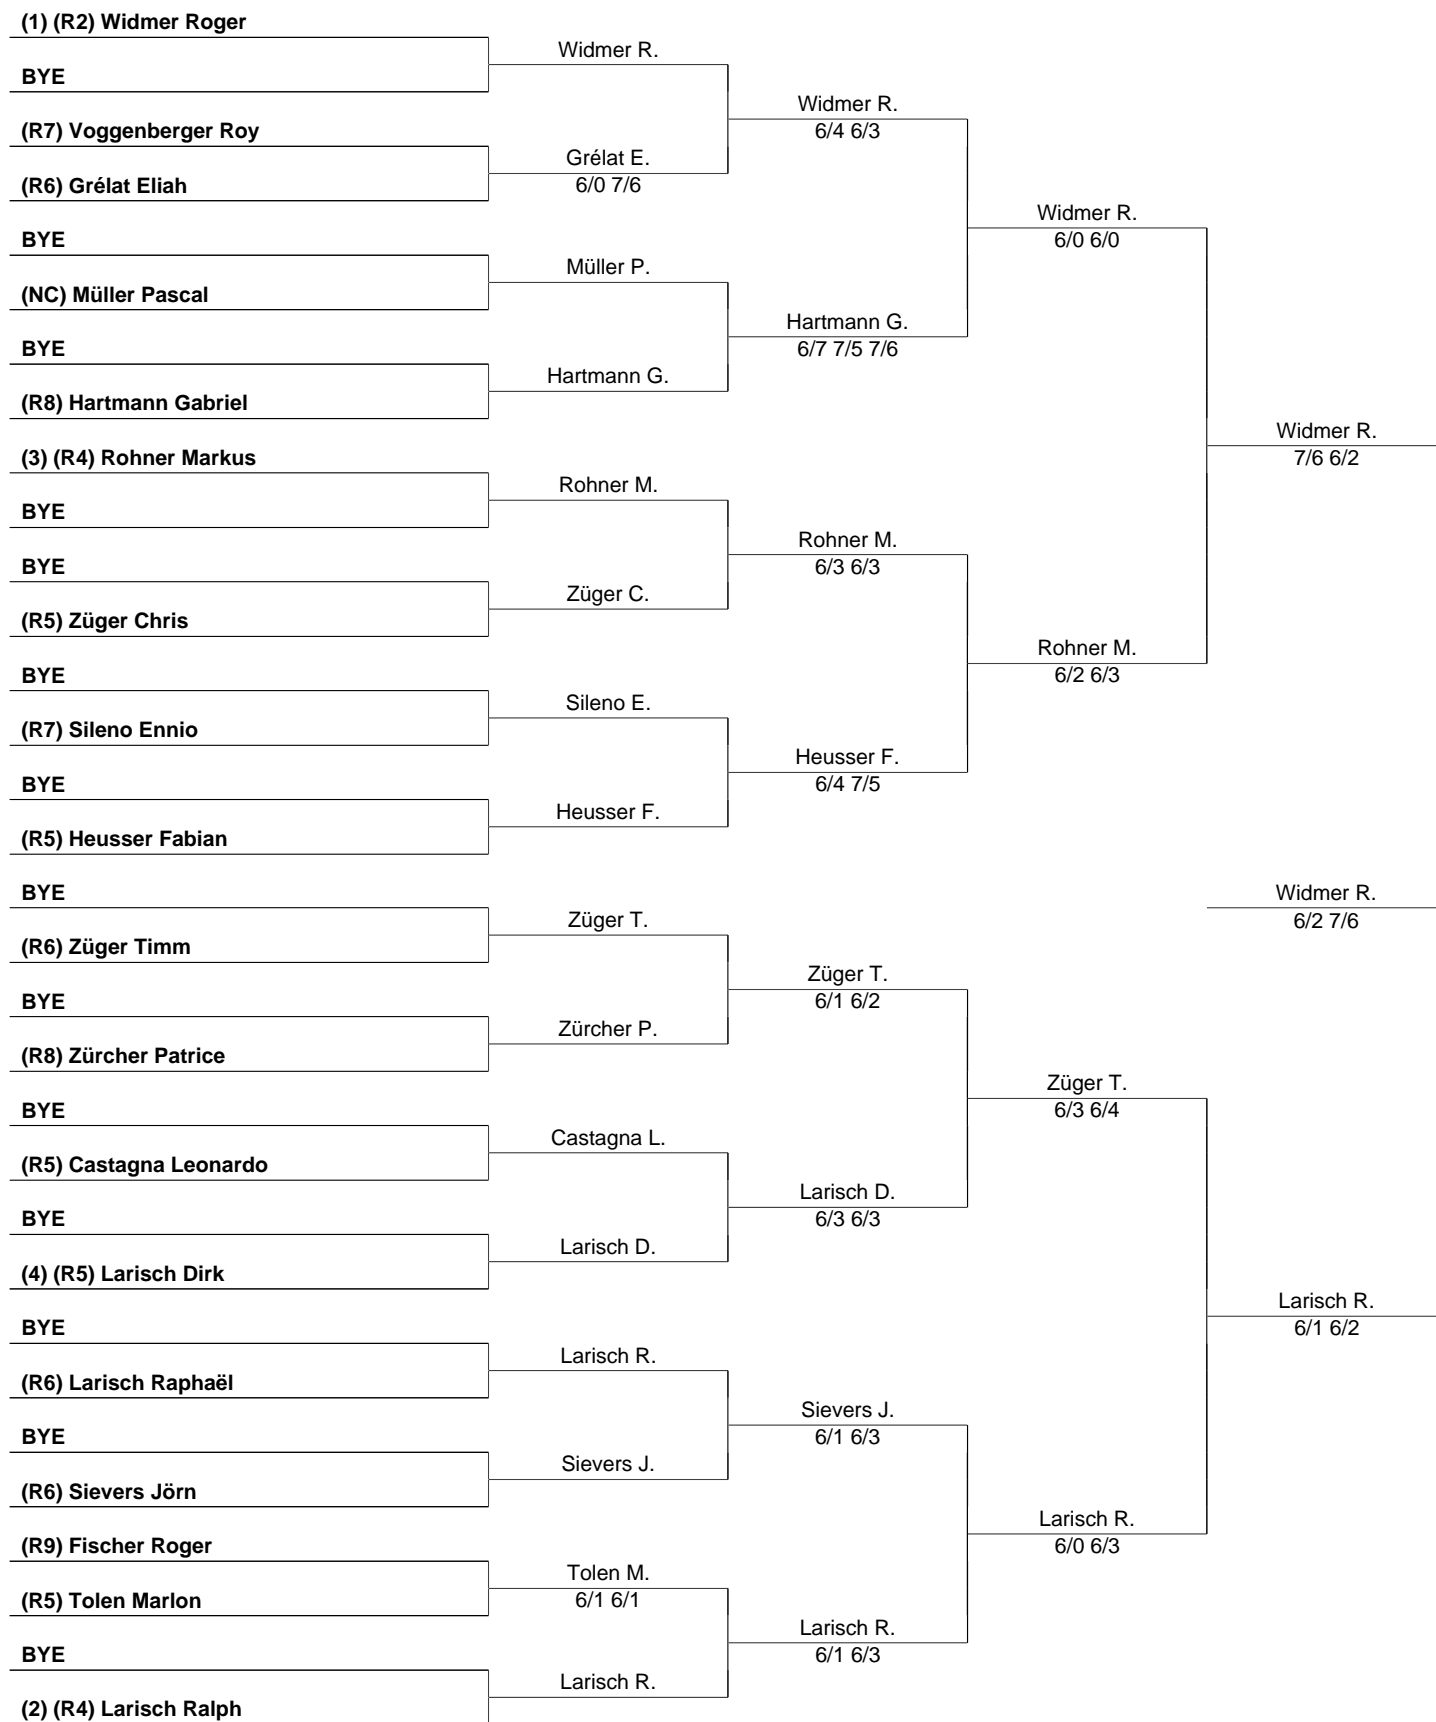 (1) (R2) Widmer Roger
Widmer R.
BYE
Widmer R.
6/4 6/3
(R7) Voggenberger Roy
Grélat E.
6/0 7/6
(R6) Grélat Eliah
Widmer R.
6/0 6/0
BYE
Müller P.
(NC) Müller Pascal
Hartmann G.
6/7 7/5 7/6
BYE
Hartmann G.
(R8) Hartmann Gabriel
Widmer R.
7/6 6/2
(3) (R4) Rohner Markus
Rohner M.
BYE
Rohner M.
6/3 6/3
BYE
Züger C.
(R5) Züger Chris
Rohner M.
6/2 6/3
BYE
Sileno E.
(R7) Sileno Ennio
Heusser F.
6/4 7/5
BYE
Heusser F.
(R5) Heusser Fabian
BYE
Widmer R.
6/2 7/6
Züger T.
(R6) Züger Timm
Züger T.
6/1 6/2
BYE
Zürcher P.
(R8) Zürcher Patrice
Züger T.
6/3 6/4
BYE
Castagna L.
(R5) Castagna Leonardo
Larisch D.
6/3 6/3
BYE
Larisch D.
(4) (R5) Larisch Dirk
Larisch R.
6/1 6/2
BYE
Larisch R.
(R6) Larisch Raphaël
Sievers J.
6/1 6/3
BYE
Sievers J.
(R6) Sievers Jörn
Larisch R.
6/0 6/3
(R9) Fischer Roger
Tolen M.
6/1 6/1
(R5) Tolen Marlon
Larisch R.
6/1 6/3
BYE
Larisch R.
(2) (R4) Larisch Ralph